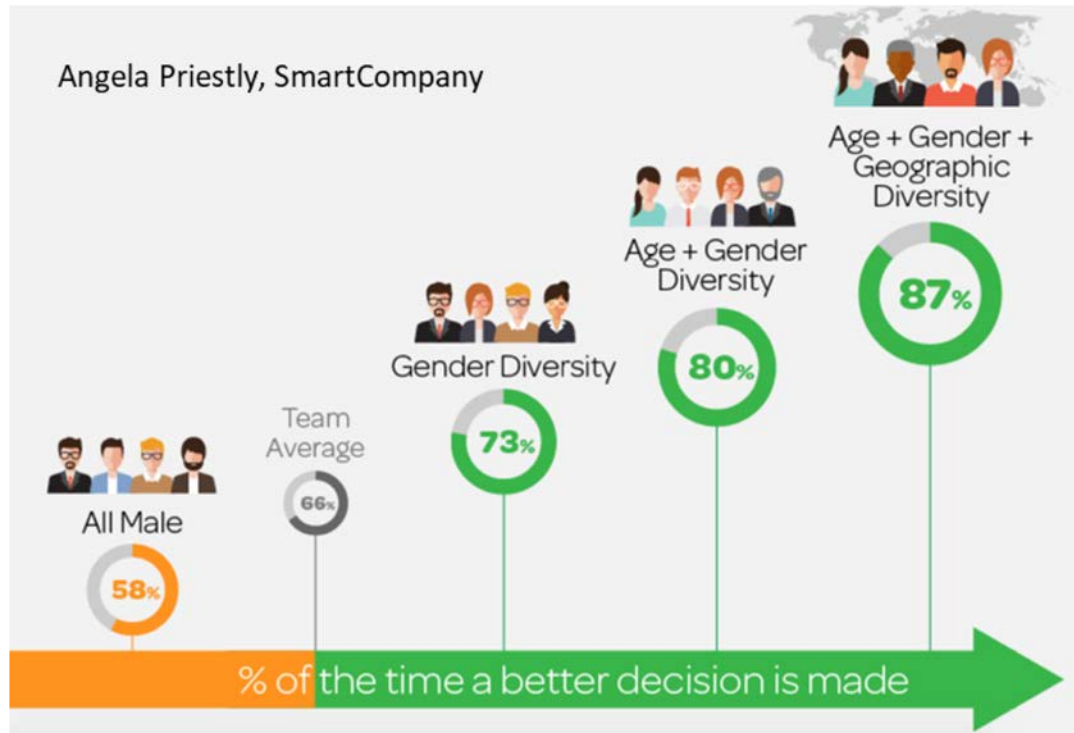 Angela Priestly, SmartCompany
All Male
58%
Team
Average
66%
Gender Diversity
73%
Age + Gender
Diversity
80%
Age + Gender +
Geographic
Diversity
87%
% of the time a better decision is made